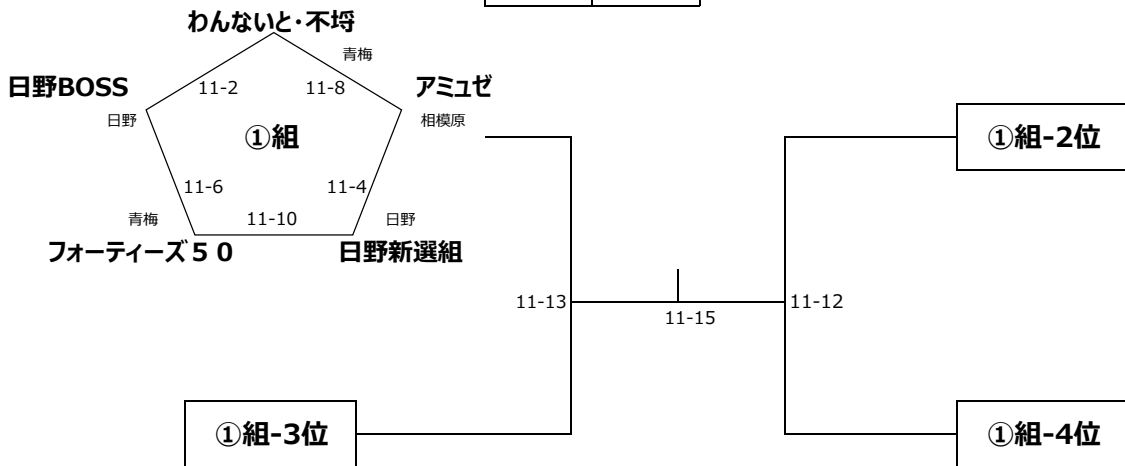 わんないと・不埒
青梅
日野BOSS
11-2
11-8
アミュゼ
日野
①組
相模原
①組-2位
11-6
11-4
青梅
11-10
日野
フォーティーズ５０
日野新選組
11-13
11-15
11-12
①組-3位
①組-4位